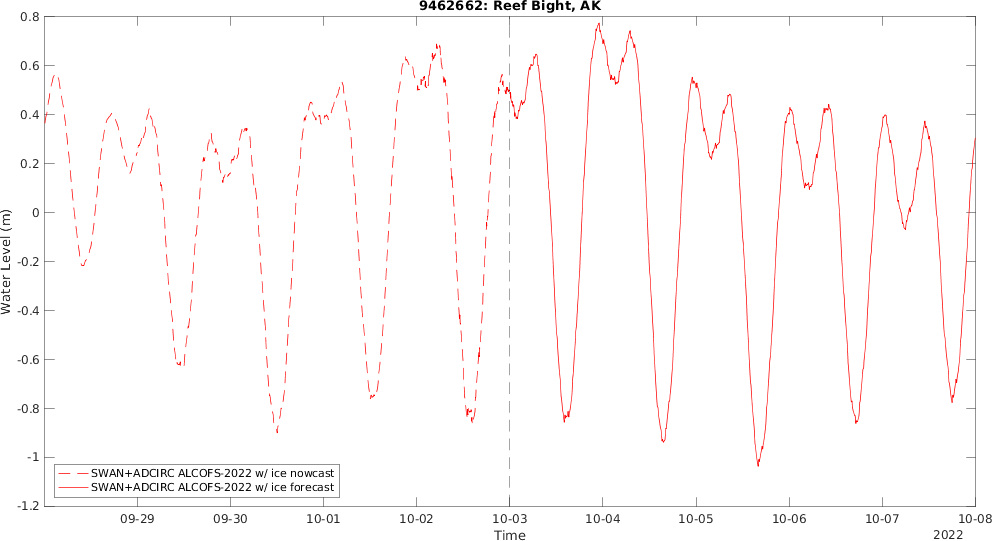 9462662: Reef Bight, AK
Water Level (m)
0.8
0.6
0.4
0.2
0
-0.2
-0.4
-0.6
-0.8
-1
-1.2
SWAN+ADCIRC ALCOFS-2022 w/ ice nowcast
SWAN+ADCIRC ALCOFS-2022 w/ ice forecast
09-29 09-30 10-01 10-02 10-03 10-04 10-05 10-06 10-07 10-08
Time
2022